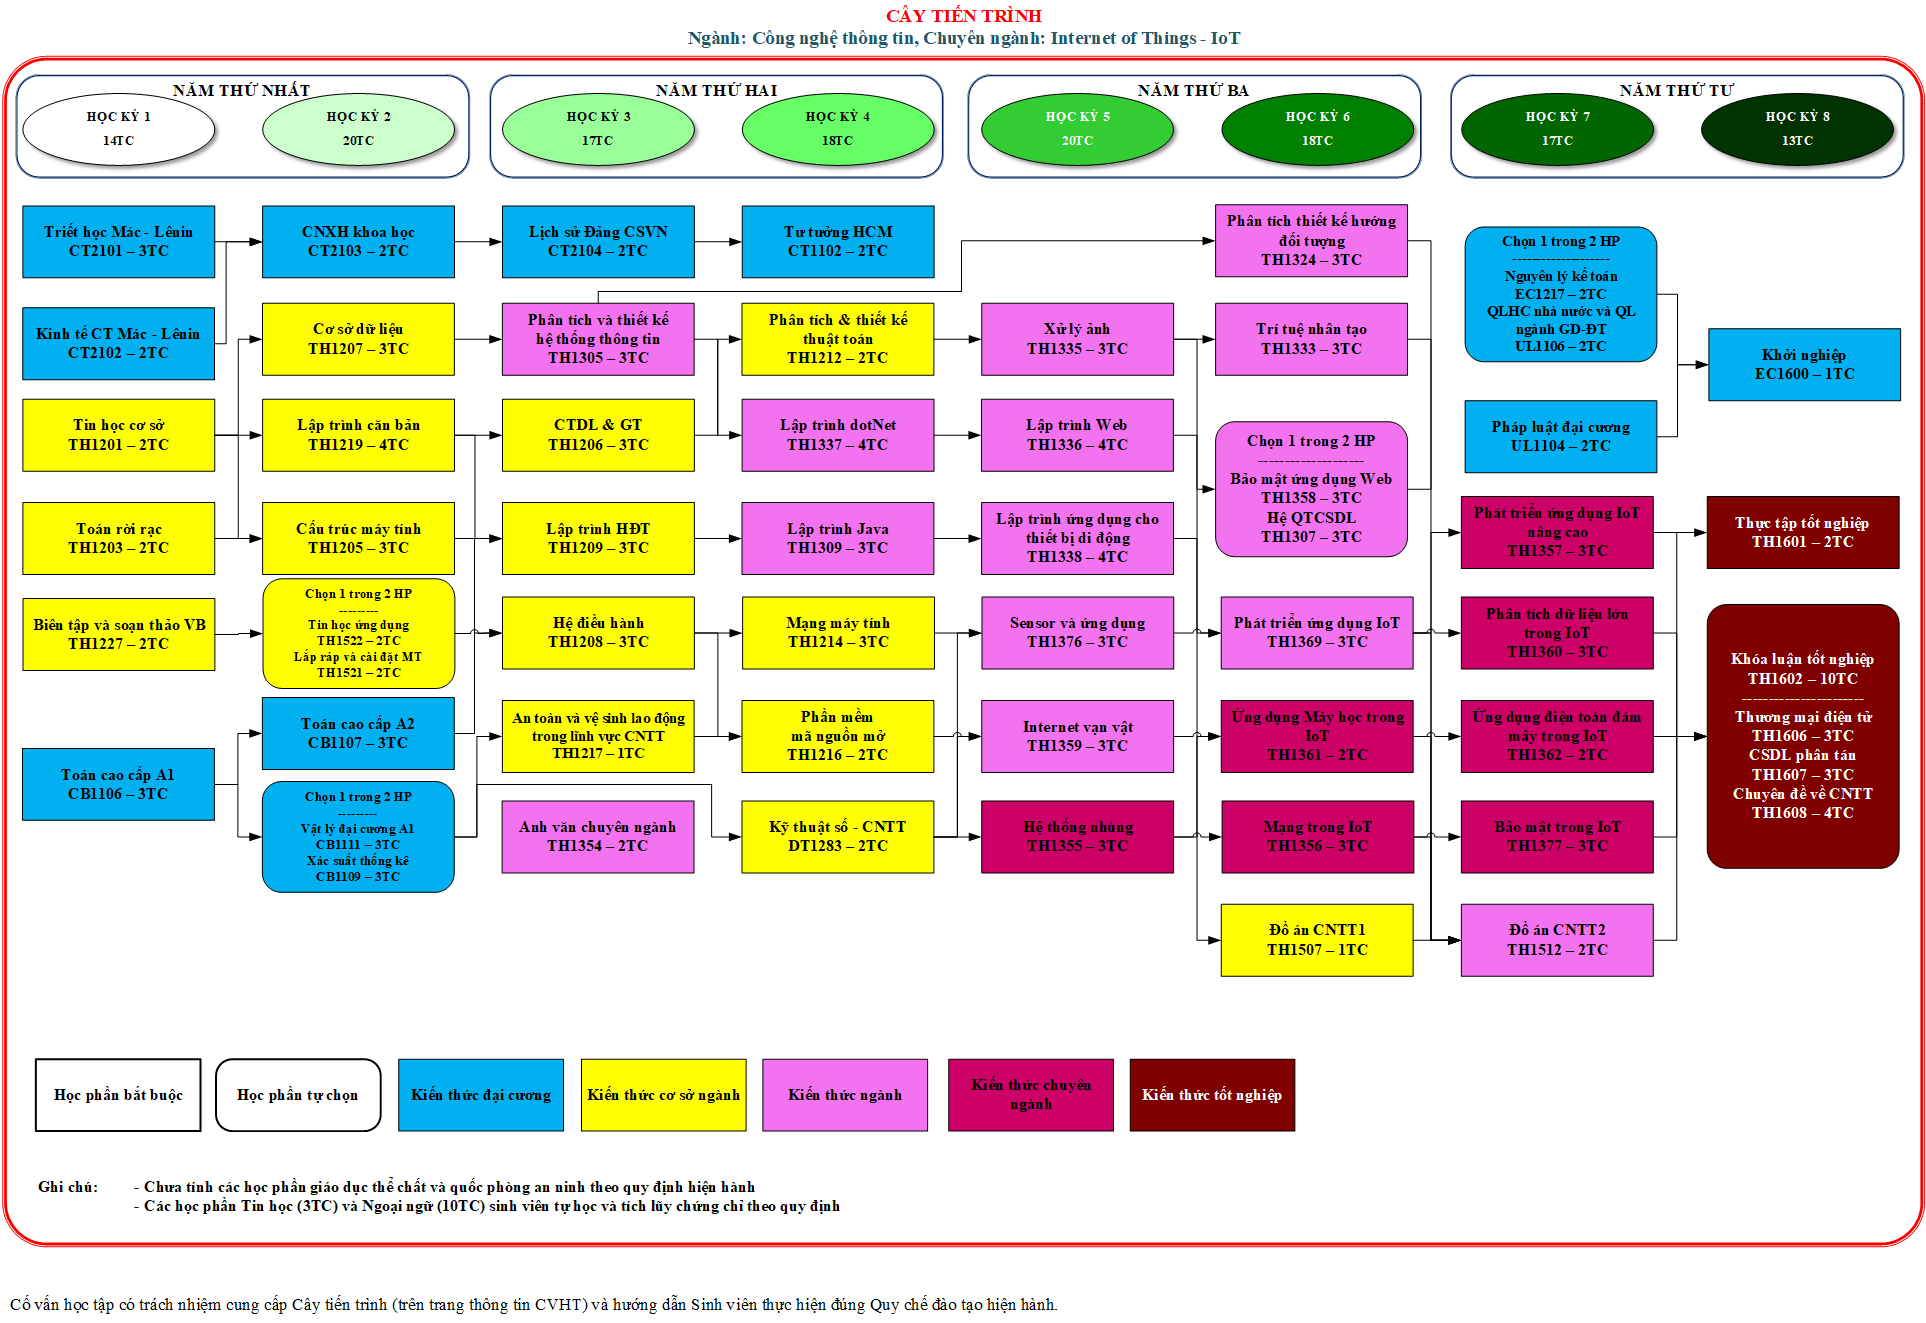 CÂY TIẾN TRÌNH
Ngành: Công nghệ thông tin, Chuyên ngành: Internet of Things - IoT
NĂM THỨ NHẤT
NĂM THỨ HAI
NĂM THỨ BA
NĂM THỨ TƯ
HỌC KỲ 1
14TC
HỌC KỲ 2
20TC
HỌC KỲ 3
17TC
HỌC KỲ 4
18TC
HỌC KỲ 5
20TC
HỌC KỲ 6
18TC
HỌC KỲ 7
17TC
HỌC KỲ 8
13TC
Triết học Mác - Lênin
CT2101 – 3TC
Kinh tế CT Mác - Lênin
CT2102 – 2TC
Tin học cơ sở
TH1201 – 2TC
Toán rời rạc
TH1203 – 2TC
Biên tập và soạn thảo VB
TH1227 – 2TC
Toán cao cấp A1
CB1106 – 3TC
CNXH khoa học
CT2103 – 2TC
Cơ sở dữ liệu
TH1207 – 3TC
Lập trình căn bản
TH1219 – 4TC
Cấu trúc máy tính
TH1205 – 3TC
Chọn 1 trong 2 HP
---------
Tin học ứng dụng
TH1522 – 2TC
Lắp ráp và cài đặt MT
TH1521 – 2TC
Toán cao cấp A2
CB1107 – 3TC
Chọn 1 trong 2 HP
---------
Vật lý đại cương A1
CB1111 – 3TC
Xác suất thống kê
CB1109 – 3TC
Lịch sử Đảng CSVN
CT2104 – 2TC
Phân tích và thiết kế
hệ thống thông tin
TH1305 – 3TC
CTDL & GT
TH1206 – 3TC
Lập trình HĐT
TH1209 – 3TC
Hệ điều hành
TH1208 – 3TC
An toàn và vệ sinh lao động
trong lĩnh vực CNTT
TH1217 – 1TC
Anh văn chuyên ngành
TH1354 – 2TC
Tư tưởng HCM
CT1102 – 2TC
Phân tích & thiết kế
thuật toán
TH1212 – 2TC
Lập trình dotNet
TH1337 – 4TC
Lập trình Java
TH1309 – 3TC
Mạng máy tính
TH1214 – 3TC
Phần mềm
mã nguồn mở
TH1216 – 2TC
Kỹ thuật số - CNTT
DT1283 – 2TC
Xử lý ảnh
TH1335 – 3TC
Lập trình Web
TH1336 – 4TC
Lập trình ứng dụng cho
thiết bị di động
TH1338 – 4TC
Sensor và ứng dụng
TH1376 – 3TC
Internet vạn vật
TH1359 – 3TC
Hệ thống nhúng
TH1355 – 3TC
Phân tích thiết kế hướng
đối tượng
TH1324 – 3TC
Trí tuệ nhân tạo
TH1333 – 3TC
Chọn 1 trong 2 HP
---------------------
Bảo mật ứng dụng Web
TH1358 – 3TC
Hệ QTCSDL
TH1307 – 3TC
Phát triển ứng dụng IoT
TH1369 – 3TC
Ứng dụng Máy học trong
IoT
TH1361 – 2TC
Mạng trong IoT
TH1356 – 3TC
Đồ án CNTT1
TH1507 – 1TC
Chọn 1 trong 2 HP
--------------------
Nguyên lý kế toán
EC1217 – 2TC
QLHC nhà nước và QL
ngành GD-ĐT
UL1106 – 2TC
Pháp luật đại cương
UL1104 – 2TC
Phát triển ứng dụng IoT
nâng cao
TH1357 – 3TC
Phân tích dữ liệu lớn
trong IoT
TH1360 – 3TC
Ứng dụng điện toán đám
mây trong IoT
TH1362 – 2TC
Bảo mật trong IoT
TH1377 – 3TC
Đồ án CNTT2
TH1512 – 2TC
Khởi nghiệp
EC1600 – 1TC
Thực tập tốt nghiệp
TH1601 – 2TC
Khóa luận tốt nghiệp
TH1602 – 10TC
------------------------
Thương mại điện tử
TH1606 – 3TC
CSDL phân tán
TH1607 – 3TC
Chuyên đề về CNTT
TH1608 – 4TC
Học phần bắt buộc
Học phần tự chọn
Kiến thức đại cương
Kiến thức cơ sở ngành
Kiến thức ngành
Kiến thức chuyên
ngành
Kiến thức tốt nghiệp
Ghi chú: - Chưa tính các học phần giáo dục thể chất và quốc phòng an ninh theo quy định hiện hành
- Các học phần Tin học (3TC) và Ngoại ngữ (10TC) sinh viên tự học và tích lũy chứng chỉ theo quy định
Cố vấn học tập có trách nhiệm cung cấp Cây tiến trình (trên trang thông tin CVHT) và hướng dẫn Sinh viên thực hiện đúng Quy chế đào tạo hiện hành.